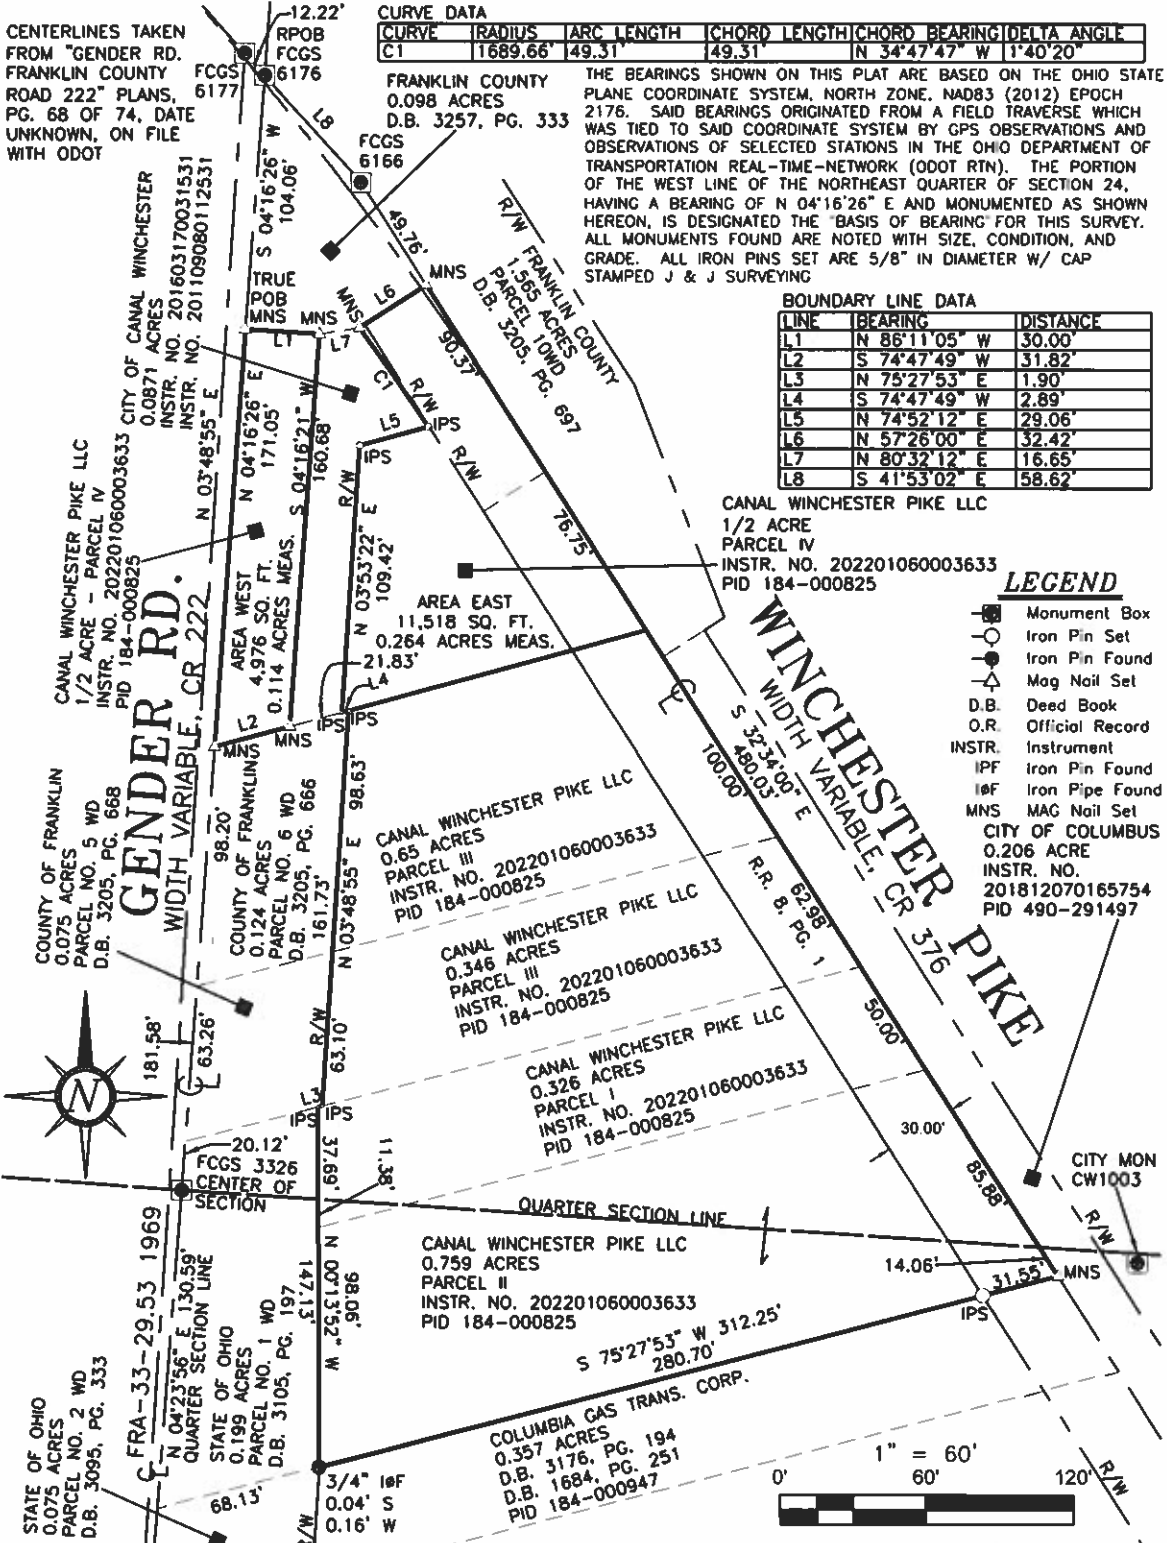 CENTERLINES TAKEN
FROM "GENDER RD.
FRANKLIN COUNTY
ROAD 222" PLANS,
PG. 68 OF 74, DATE
UNKNOWN, ON FILE
WITH ODOT
12.22'
RPOB
FCGS
6176
FCGS
6177
L8
CURVE DATA
CURVE RADIUS ARC LENGTH CHORD LENGTH CHORD BEARING DELTA ANGLE
C1 1689.66' 49.31' 49.31' N 34°47'47" W 1°40'20"
FRANKLIN COUNTY
0.098 ACRES
D.B. 3257, PG. 333
FCGS
6166
THE BEARINGS SHOWN ON THIS PLAT ARE BASED ON THE OHIO STATE
PLANE COORDINATE SYSTEM, NORTH ZONE, NAD83 (2012) EPOCH
2176. SAID BEARINGS ORIGINATED FROM A FIELD TRAVERSE WHICH
WAS TIED TO SAID COORDINATE SYSTEM BY GPS OBSERVATIONS AND
OBSERVATIONS OF SELECTED STATIONS IN THE OHIO DEPARTMENT OF
TRANSPORTATION REAL-TIME-NETWORK (ODOT RTN). THE PORTION
OF THE WEST LINE OF THE NORTHEAST QUARTER OF SECTION 24,
HAVING A BEARING OF N 04°16'26" E AND MONUMENTED AS SHOWN
HEREON, IS DESIGNATED THE "BASIS OF BEARING" FOR THIS SURVEY.
ALL MONUMENTS FOUND ARE NOTED WITH SIZE, CONDITION, AND
GRADE. ALL IRON PINS SET ARE 5/8" IN DIAMETER W/ CAP
STAMPED J & J SURVEYING
BOUNDARY LINE DATA
LINE BEARING DISTANCE
L1 N 86°11'05" W 30.00'
L2 S 74°47'49" W 31.82'
L3 N 75°27'53" E 1.90'
L4 S 74°47'49" W 2.89'
L5 N 74°52'12" E 29.06'
L6 N 57°26'00" E 32.42'
L7 N 80°32'12" E 16.65'
L8 S 41°53'02" E 58.62'
S 04°16'26" W
104.06'
49.76'
TRUE
POB
MNS
MNS
MNS
MNS
L1
L7
L6
C1
R/W
L5
IPS
IPS
90.37'
R/W
R/W
FRANKLIN COUNTY
1.565 ACRES
PARCEL 10WD
D.B. 3205, PG. 697
R/W
CITY OF CANAL WINCHESTER
0.0871 ACRES
INSTR. NO. 201603170031531
INSTR. NO. 201109080112531
N 03°48'55" E
CANAL WINCHESTER PIKE LLC
1/2 ACRE - PARCEL IV
INSTR. NO. 202201060003633
PID 184-000825
N 04°16'26" E
171.05'
S 04°16'21" W
160.68'
AREA WEST
4,976 SQ. FT.
0.114 ACRES MEAS.
N 03°53'22" E
109.42'
76.75'
AREA EAST
11,518 SQ. FT.
0.264 ACRES MEAS.
21.83'
L4
IPS
IPS
L2
MNS
MNS
CANAL WINCHESTER PIKE LLC
1/2 ACRE
PARCEL IV
INSTR. NO. 202201060003633
PID 184-000825
LEGEND
Monument Box
Iron Pin Set
Iron Pin Found
Mag Nail Set
D.B. Deed Book
O.R. Official Record
INSTR. Instrument
IPF Iron Pin Found
IøF Iron Pipe Found
MNS MAG Nail Set
GENDER RD.
WIDTH VARIABLE, CR 222
WINCHESTER PIKE
WIDTH VARIABLE, CR 376
S 32°34'00" E
480.03'
100.00'
R.R. 8, PG. 1
62.98'
50.00'
85.88'
30.00'
CITY OF COLUMBUS
0.206 ACRE
INSTR. NO.
201812070165754
PID 490-291497
COUNTY OF FRANKLIN
0.075 ACRES
PARCEL NO. 5 WD
D.B. 3205, PG. 668
98.20'
COUNTY OF FRANKLIN
0.124 ACRES
PARCEL NO. 6 WD
D.B. 3205, PG. 666
161.73'
N 03°48'55" E
98.63'
CANAL WINCHESTER PIKE LLC
0.65 ACRES
PARCEL III
INSTR. NO. 202201060003633
PID 184-000825
CANAL WINCHESTER PIKE LLC
0.346 ACRES
PARCEL III
INSTR. NO. 202201060003633
PID 184-000825
CANAL WINCHESTER PIKE LLC
0.326 ACRES
PARCEL I
INSTR. NO. 202201060003633
PID 184-000825
N
181.58'
63.26'
R/W
63.10'
L3
IPS
IPS
20.12'
FCGS 3326
CENTER OF
SECTION
37.69'
11.38'
QUARTER SECTION LINE
CITY MON
CW1003
R/W
14.06'
31.55'
MNS
IPS
CANAL WINCHESTER PIKE LLC
0.759 ACRES
PARCEL II
INSTR. NO. 202201060003633
PID 184-000825
N 00°13'52" W
147.13'
98.06'
FRA-33-29.53 1969
N 04°23'56" E 130.59'
QUARTER SECTION LINE
STATE OF OHIO
0.199 ACRES
PARCEL NO. 1 WD
D.B. 3105, PG. 197
S 75°27'53" W 312.25'
280.70'
COLUMBIA GAS TRANS. CORP.
0.357 ACRES
D.B. 3176, PG. 194
D.B. 1684, PG. 251
PID 184-000947
STATE OF OHIO
0.075 ACRES
PARCEL NO. 2 WD
D.B. 3095, PG. 333
68.13'
3/4" IøF
0.04' S
0.16' W
R/W
1" = 60'
0' 60' 120'
R/W